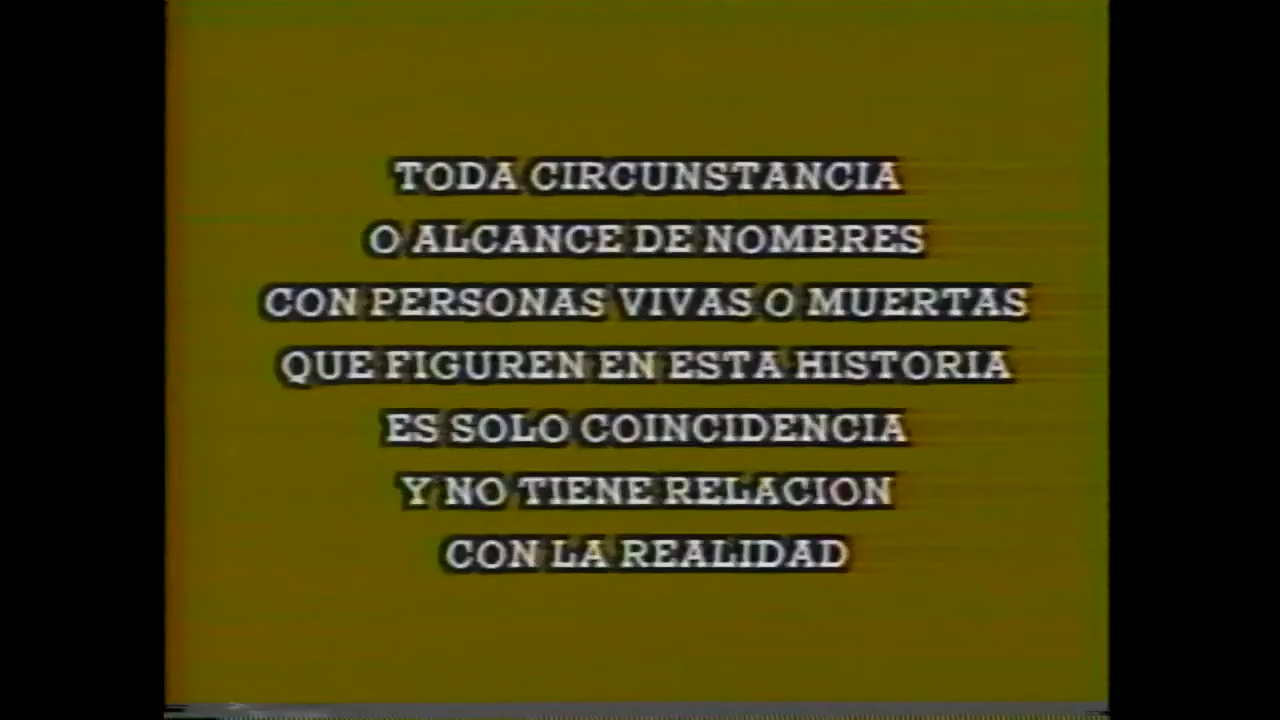 TODA CIRCUNSTANCIA
O ALCANCE DE NOMBRES
CON PERSONAS VIVAS O MUERTAS
QUE FIGUREN EN ESTA HISTORIA
ES SOLO COINCIDENCIA
Y NO TIENE RELACION
CON LA REALIDAD